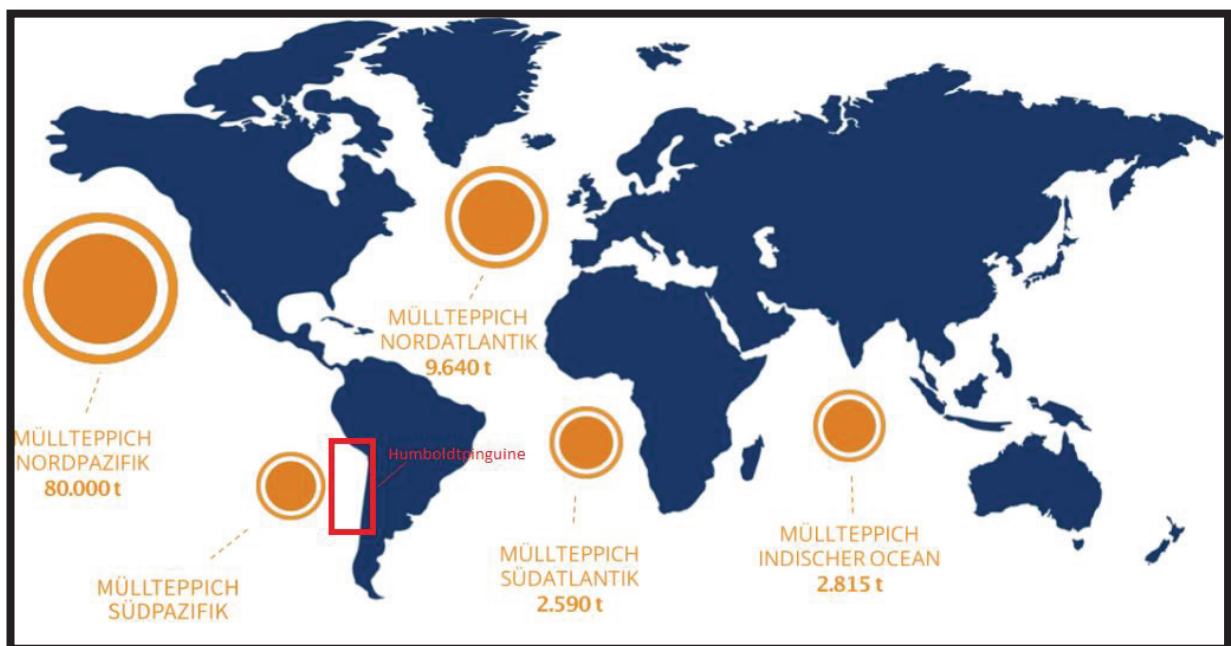 MÜLLTEPPICH
NORDPAZIFIK
80.000 t
MÜLLTEPPICH
NORDATLANTIK
9.640 t
Humboldtpinguine
MÜLLTEPPICH
SÜDPAZIFIK
MÜLLTEPPICH
SÜDATLANTIK
2.590 t
MÜLLTEPPICH
INDISCHER OCEAN
2.815 t